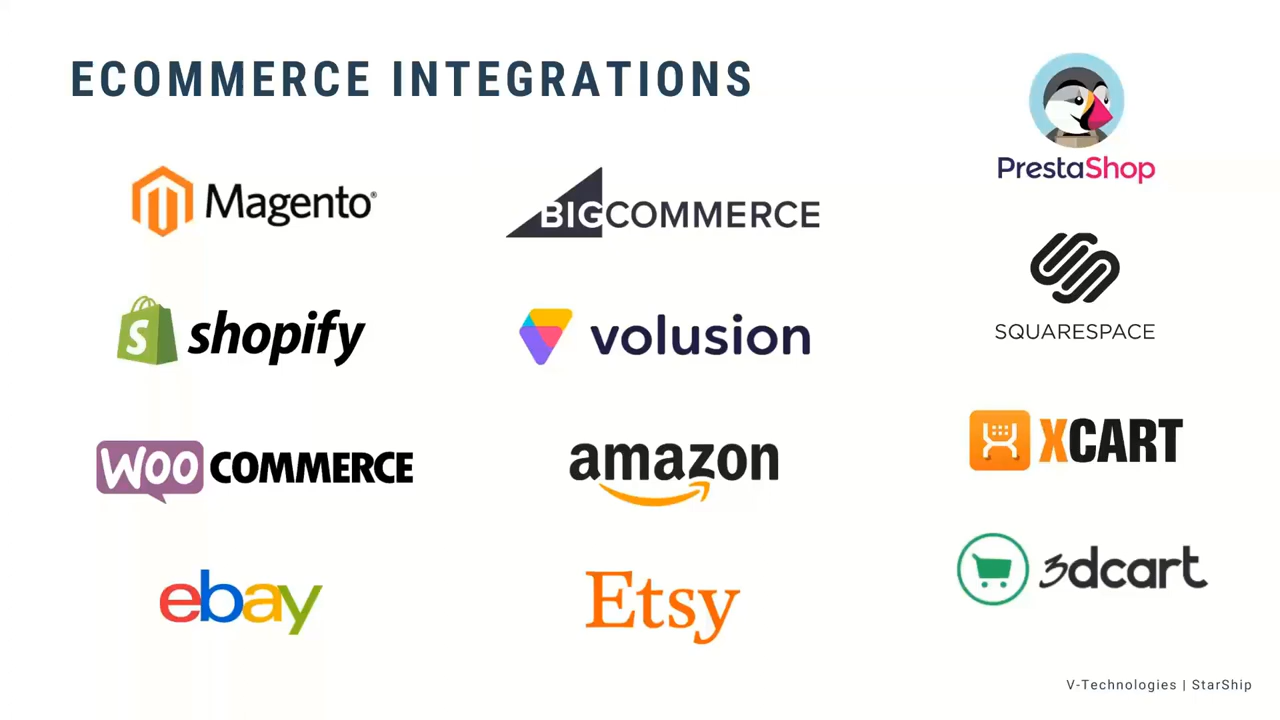 ECOMMERCE INTEGRATIONS
Magento®
BIGCOMMERCE
PrestaShop
S
shopify
volusion
SQUARESPACE
WOO COMMERCE
amazon
XCART
ebay
Etsy
3dcart
V-Technologies | StarShip